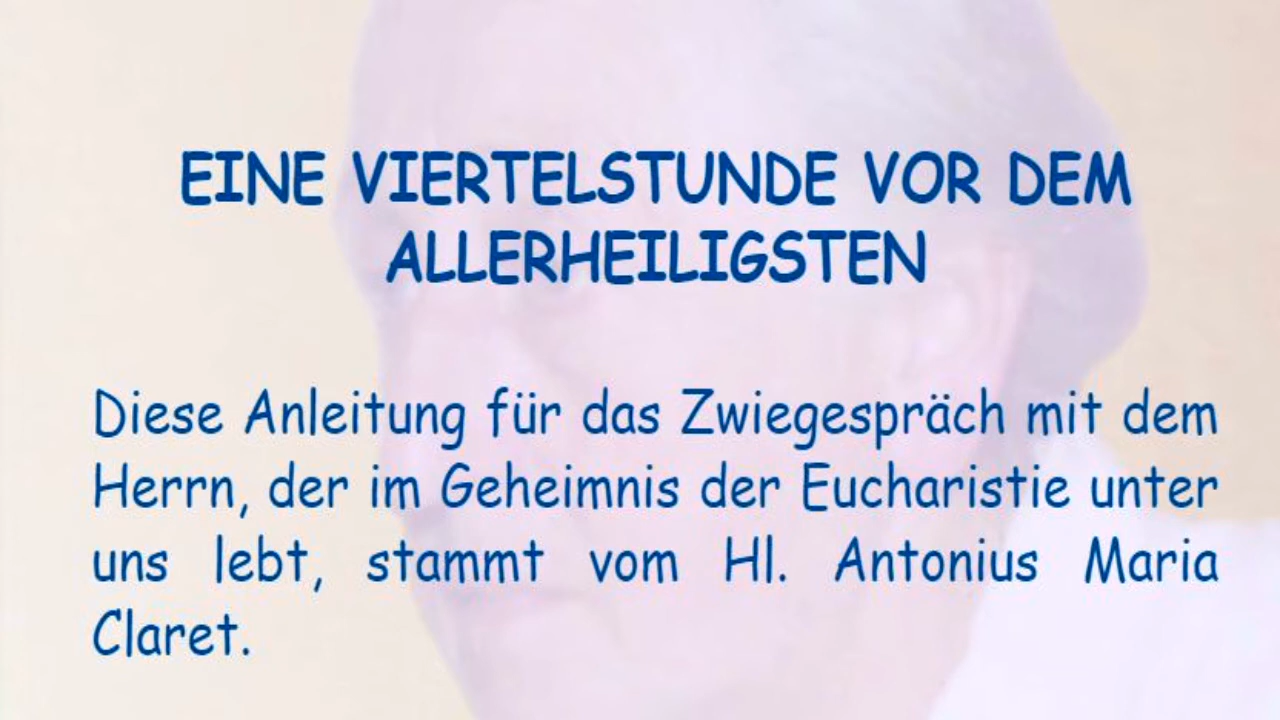 EINE VIERTELSTUNDE VOR DEM
ALLERHEILIGSTEN
Diese Anleitung für das Zwiegespräch mit dem
Herrn, der im Geheimnis der Eucharistie unter
uns lebt, stammt vom Hl. Antonius Maria
Claret.